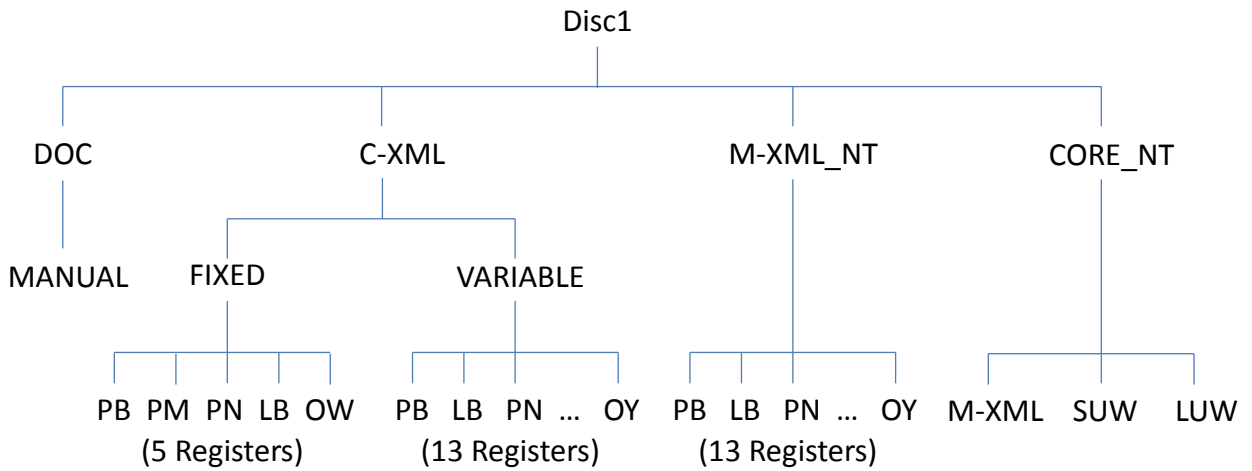 Disc1
DOC C-XML M-XML_NT CORE_NT
MANUAL FIXED VARIABLE
PB PM PN LB OW PB LB PN ... OY PB LB PN ... OY M-XML SUW LUW
(5 Registers) (13 Registers) (13 Registers)